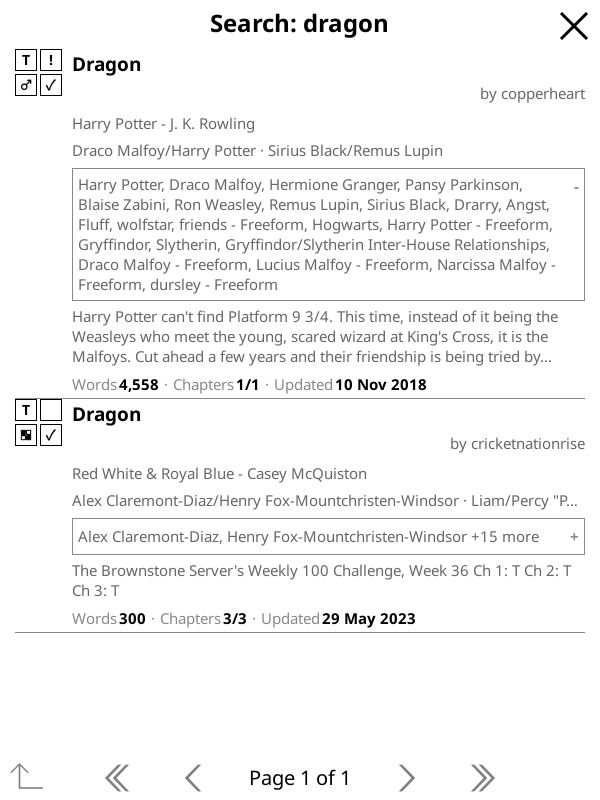 Search: dragon
T !
Dragon
♂ ✓
by copperheart
Harry Potter - J. K. Rowling
Draco Malfoy/Harry Potter · Sirius Black/Remus Lupin
Harry Potter, Draco Malfoy, Hermione Granger, Pansy Parkinson, -
Blaise Zabini, Ron Weasley, Remus Lupin, Sirius Black, Drarry, Angst,
Fluff, wolfstar, friends - Freeform, Hogwarts, Harry Potter - Freeform,
Gryffindor, Slytherin, Gryffindor/Slytherin Inter-House Relationships,
Draco Malfoy - Freeform, Lucius Malfoy - Freeform, Narcissa Malfoy -
Freeform, dursley - Freeform
Harry Potter can't find Platform 9 3/4. This time, instead of it being the
Weasleys who meet the young, scared wizard at King's Cross, it is the
Malfoys. Cut ahead a few years and their friendship is being tried by...
Words 4,558 · Chapters 1/1 · Updated 10 Nov 2018
T
Dragon
✓
by cricketnationrise
Red White & Royal Blue - Casey McQuiston
Alex Claremont-Diaz/Henry Fox-Mountchristen-Windsor · Liam/Percy "P...
Alex Claremont-Diaz, Henry Fox-Mountchristen-Windsor +15 more +
The Brownstone Server's Weekly 100 Challenge, Week 36 Ch 1: T Ch 2: T
Ch 3: T
Words 300 · Chapters 3/3 · Updated 29 May 2023
Page 1 of 1